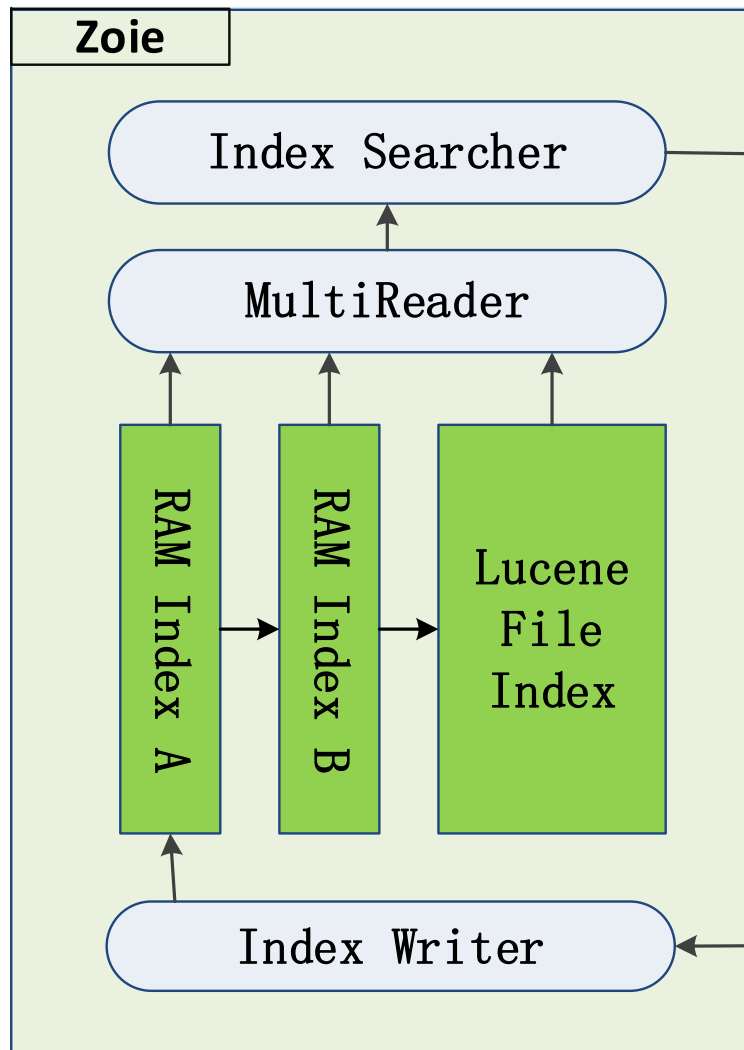 Zoie
Index Searcher
MultiReader
RAM Index A
RAM Index B
Lucene
File
Index
Index Writer